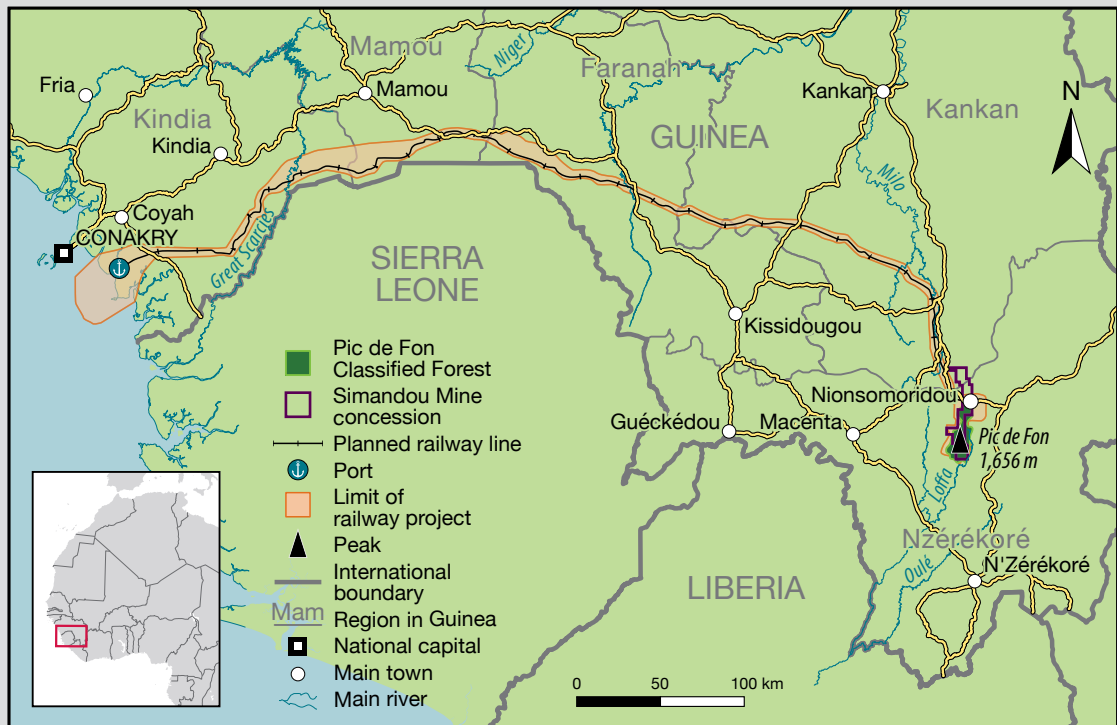 Mamou
Niger
Faranah
Fria
Mamou
Kankan
Kindia
Kankan
N
Kindia
GUINEA
Milo
Coyah
CONAKRY
Great Scarcies
SIERRA
LEONE
Kissidougou
Pic de Fon
Classified Forest
Simandou Mine
concession
Nionsomoridou
Guéckédou
Macenta
Pic de Fon
1,656 m
Planned railway line
Port
Loffa
Limit of
railway project
Peak
Nzérékoré
Oulé
International
boundary
N'Zérékoré
LIBERIA
Mam
Region in Guinea
National capital
Main town
Main river
0 50 100 km